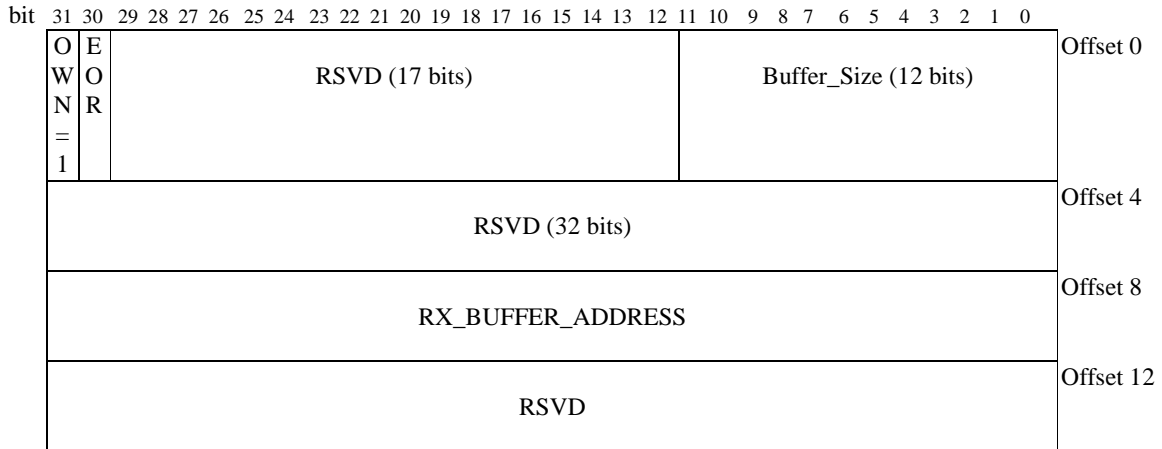 bit 31 30 29 28 27 26 25 24 23 22 21 20 19 18 17 16 15 14 13 12 11 10 9 8 7 6 5 4 3 2 1 0
O
W
N
=
1
E
O
R
RSVD (17 bits)
Buffer_Size (12 bits)
Offset 0
RSVD (32 bits)
Offset 4
RX_BUFFER_ADDRESS
Offset 8
RSVD
Offset 12